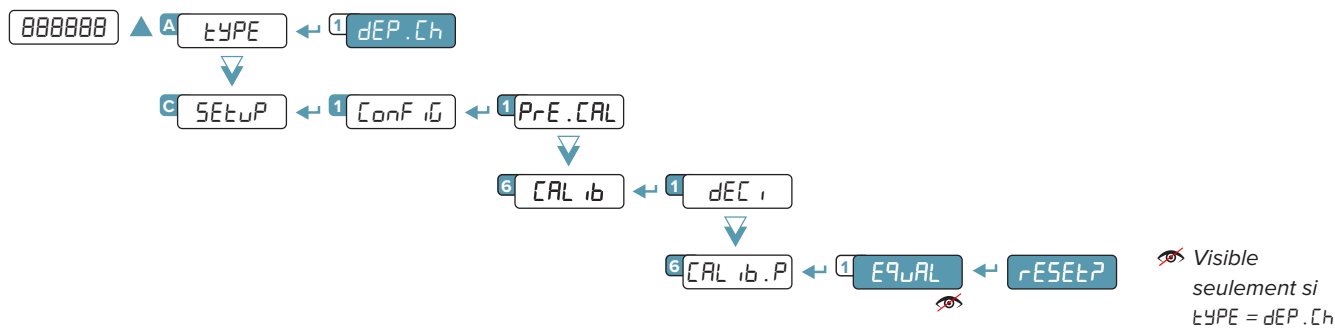 888888 A tYPE 1 dEP.Ch
C SEtuP 1 ConFiG 1 PrE.CAL
6 CALib 1 dECi
6 CALib.P 1 EquAL rESEt?
Visible
seulement si
tYPE = dEP.Ch